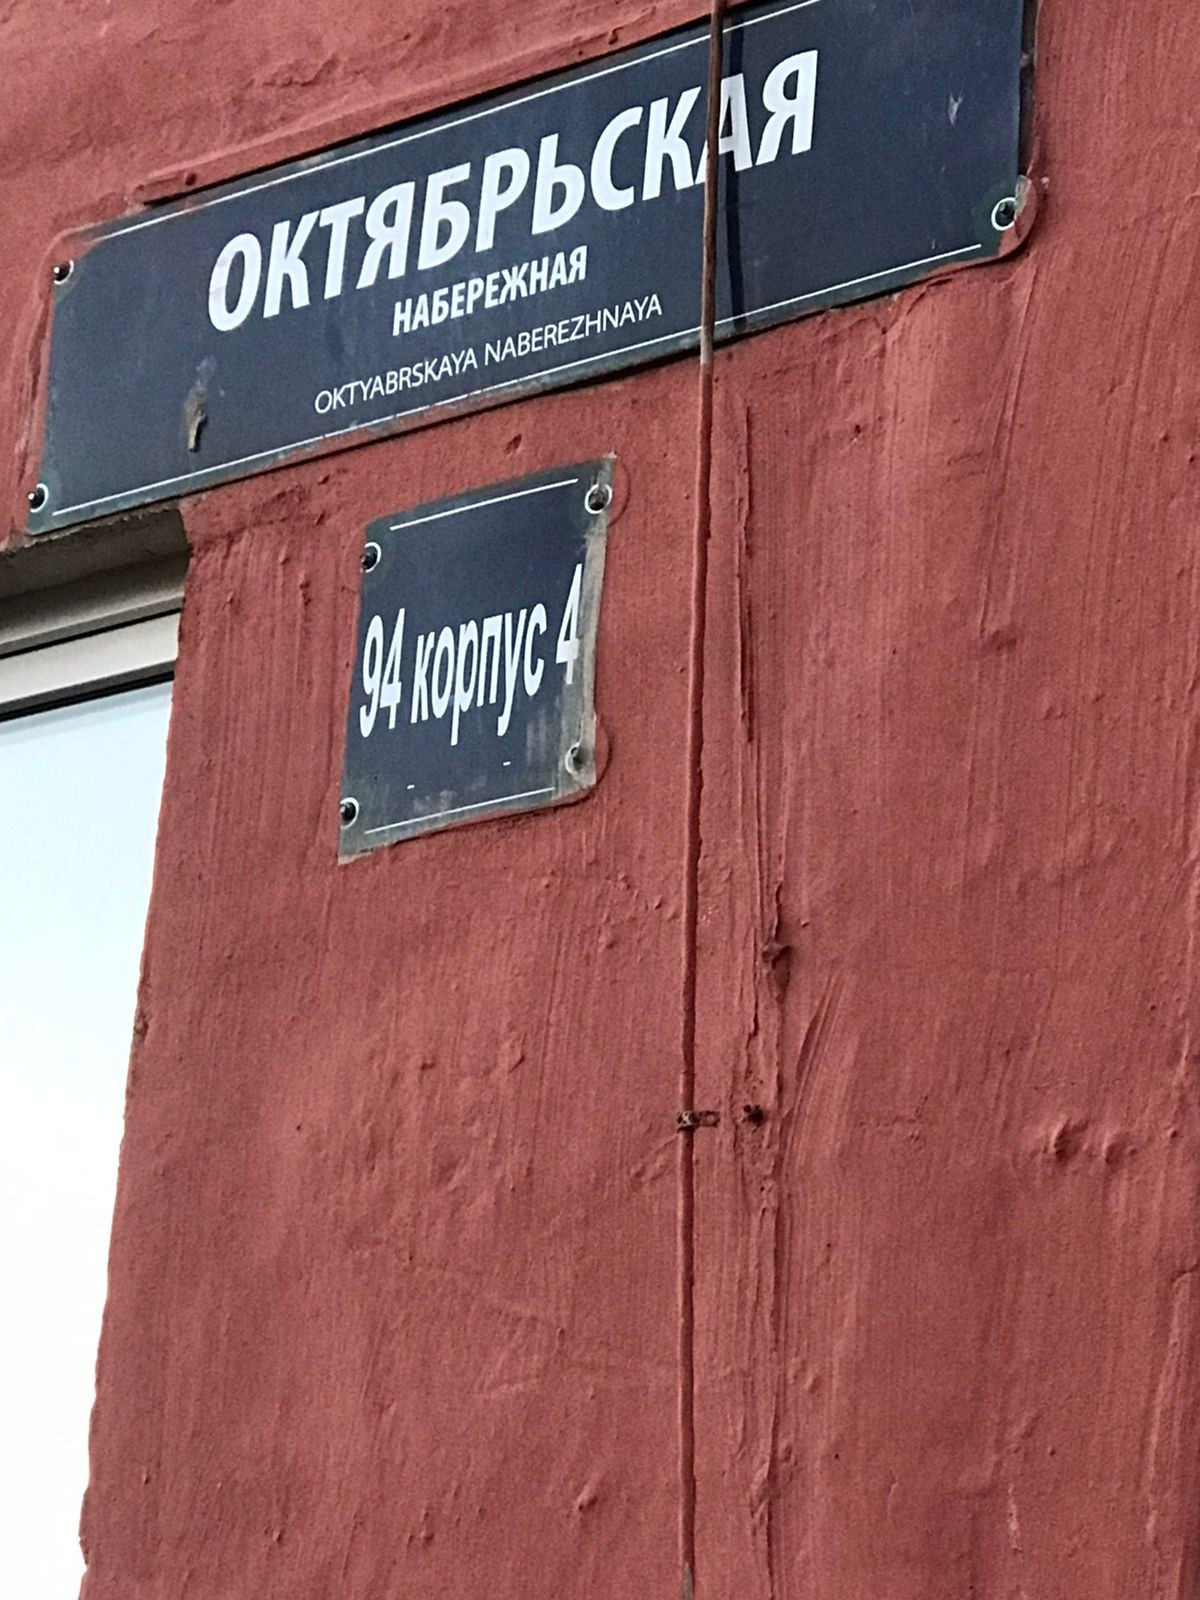 ОКТЯБРЬСКАЯ
НАБЕРЕЖНАЯ
OKTYABRSKAYA NABEREZHNAYA
94 корпус 4